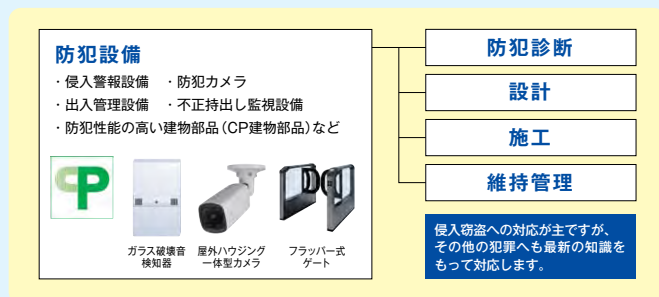 防犯設備
・侵入警報設備 ・防犯カメラ
・出入管理設備 ・不正持出し監視設備
・防犯性能の高い建物部品（CP建物部品）など
CP
ガラス破壊音
検知器
屋外ハウジング
一体型カメラ
フラッパー式
ゲート
防犯診断
設計
施工
維持管理
侵入窃盗への対応が主ですが、
その他の犯罪へも最新の知識を
もって対応します。